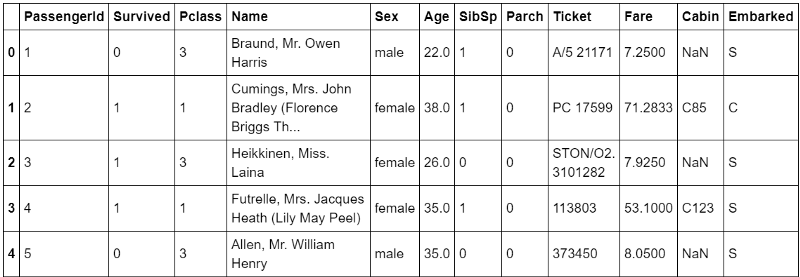 PassengerId Survived Pclass Name Sex Age SibSp Parch Ticket Fare Cabin Embarked
0 1 0 3 Braund, Mr. Owen Harris male 22.0 1 0 A/5 21171 7.2500 NaN S
1 2 1 1 Cumings, Mrs. John Bradley (Florence Briggs Th... female 38.0 1 0 PC 17599 71.2833 C85 C
2 3 1 3 Heikkinen, Miss. Laina female 26.0 0 0 STON/O2. 3101282 7.9250 NaN S
3 4 1 1 Futrelle, Mrs. Jacques Heath (Lily May Peel) female 35.0 1 0 113803 53.1000 C123 S
4 5 0 3 Allen, Mr. William Henry male 35.0 0 0 373450 8.0500 NaN S